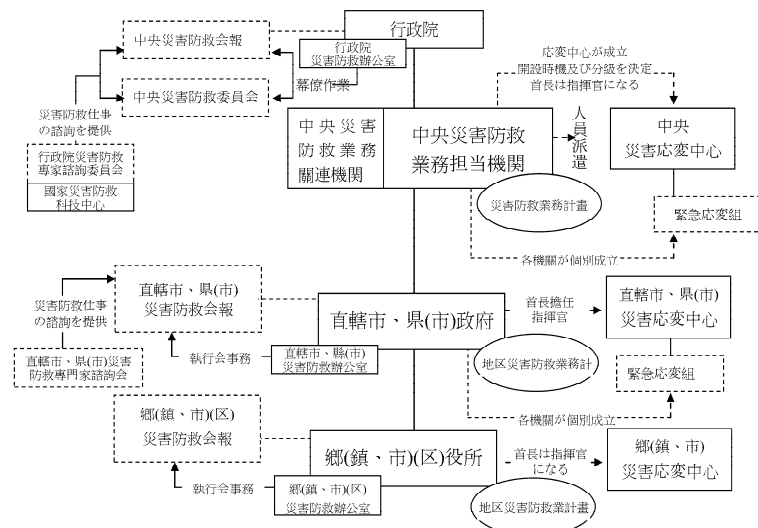 中央災害防救会報
行政院
行政院
災害防救辦公室
幕僚作業
中央災害防救委員会
災害防救仕事
の諮詢を提供
行政院災害防救
專家諮詢委員会
國家災害防救
科技中心
応変中心が成立
開設時機及び分級を決定
首長は指揮官になる
中央災害
防救業務
關連機関
中央災害防救
業務担当機関
人員派遣
中央
災害応変中心
災害防救業務計畫
緊急応変組
各機關が個別成立
直轄市、県(市)
災害防救会報
災害防救仕事
の諮詢を提供
直轄市、県(市)災害
防救專門家諮詢会
執行会事務
直轄市、縣(市)
災害防救辦公室
直轄市、県(市)政府
首長擔任
指揮官
直轄市、県(市)
災害応変中心
地区災害防救業務計
緊急応変組
各機關が個別成立
鄉(鎮、市)(区)
災害防救会報
執行会事務
鄉(鎮、市)(区)
災害防救辦公室
鄉(鎮、市)(区)役所
首長は指揮官
になる
鄉(鎮、市)
災害応変中心
地区災害防救業計畫